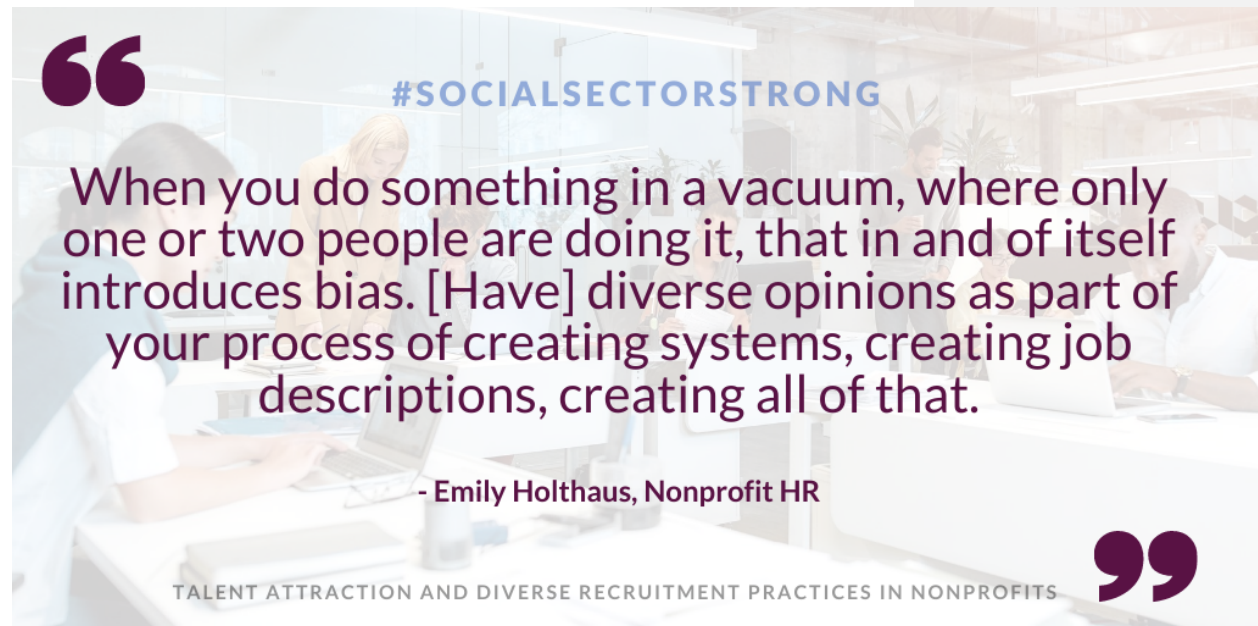 #SOCIALSECTORSTRONG
When you do something in a vacuum, where only
one or two people are doing it, that in and of itself
introduces bias. [Have] diverse opinions as part of
your process of creating systems, creating job
descriptions, creating all of that.
- Emily Holthaus, Nonprofit HR
TALENT ATTRACTION AND DIVERSE RECRUITMENT PRACTICES IN NONPROFITS